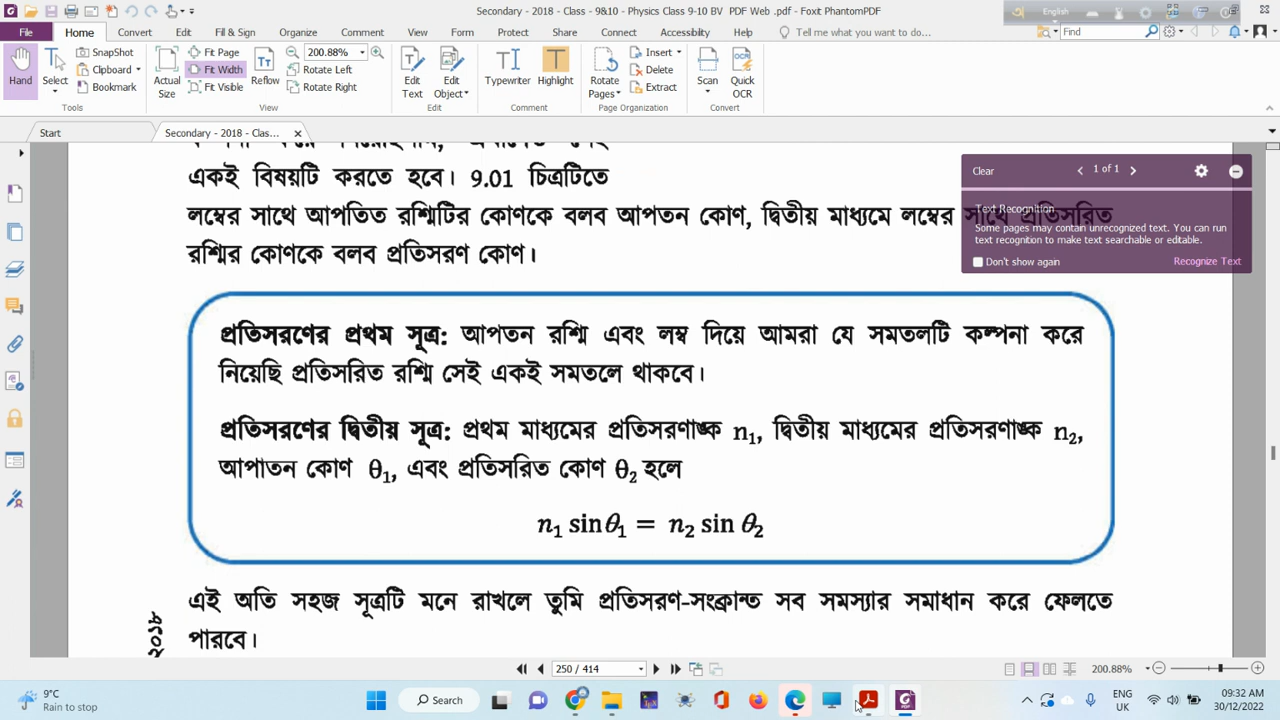 Secondary - 2018 - Class - 9&10 - Physics Class 9-10 BV PDF Web .pdf - Foxit PhantomPDF
English
File Home Convert Edit Fill & Sign Organize Comment View Form Protect Share Connect Accessibility Help Tell me what you want to do... Find
Hand Select SnapShot Clipboard Bookmark Actual Size Fit Page Fit Width Fit Visible Reflow 200.88% Rotate Left Rotate Right Edit Text Edit Object Typewriter Highlight Rotate Pages Insert Delete Extract Scan Quick OCR
Tools View Edit Comment Page Organization Convert
Start Secondary - 2018 - Clas...
একই বিষয়টি করতে হবে। 9.01 চিত্রটিতে
লম্বের সাথে আপতিত রশ্মিটির কোণকে বলব আপতন কোণ, দ্বিতীয় মাধ্যমে লম্বের সাথে প্রতিসরিত
রশ্মির কোণকে বলব প্রতিসরণ কোণ।
Clear 1 of 1
Text Recognition
Some pages may contain unrecognized text. You can run
text recognition to make text searchable or editable.
Don't show again Recognize Text
প্রতিসরণের প্রথম সূত্র: আপতন রশ্মি এবং লম্ব দিয়ে আমরা যে সমতলটি কল্পনা করে
নিয়েছি প্রতিসরিত রশ্মি সেই একই সমতলে থাকবে।
প্রতিসরণের দ্বিতীয় সূত্র: প্রথম মাধ্যমের প্রতিসরণাঙ্ক n₁, দ্বিতীয় মাধ্যমের প্রতিসরণাঙ্ক n₂,
আপাতন কোণ θ₁, এবং প্রতিসরিত কোণ θ₂ হলে
n₁ sinθ₁ = n₂ sin θ₂
এই অতি সহজ সূত্রটি মনে রাখলে তুমি প্রতিসরণ-সংক্রান্ত সব সমস্যার সমাধান করে ফেলতে
পারবে।
২০১৮
250 / 414 200.88%
9°C
Rain to stop
Search
ENG
UK
09:32 AM
30/12/2022